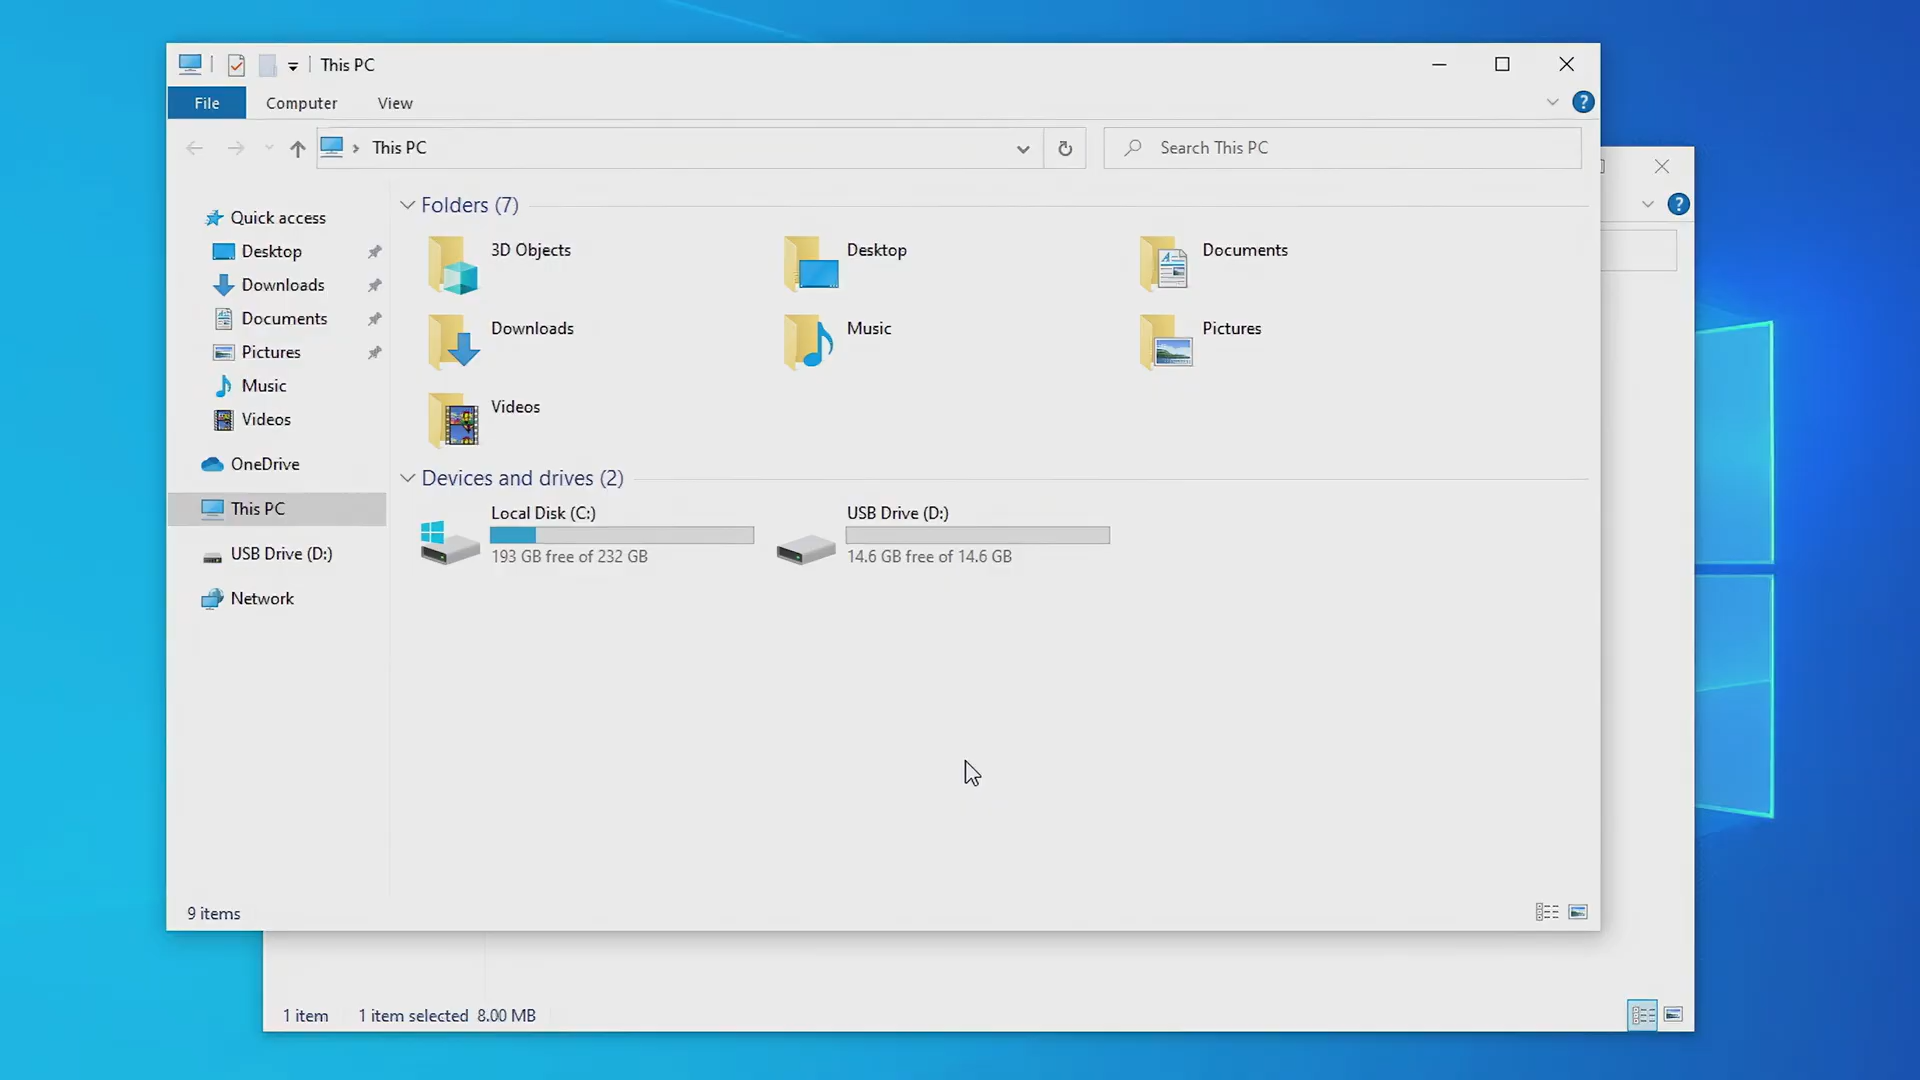 This PC
File Computer View
This PC
Search This PC
Quick access
Desktop
Downloads
Documents
Pictures
Music
Videos
OneDrive
This PC
USB Drive (D:)
Network
Folders (7)
3D Objects
Desktop
Documents
Downloads
Music
Pictures
Videos
Devices and drives (2)
Local Disk (C:)
193 GB free of 232 GB
USB Drive (D:)
14.6 GB free of 14.6 GB
9 items
1 item 1 item selected 8.00 MB